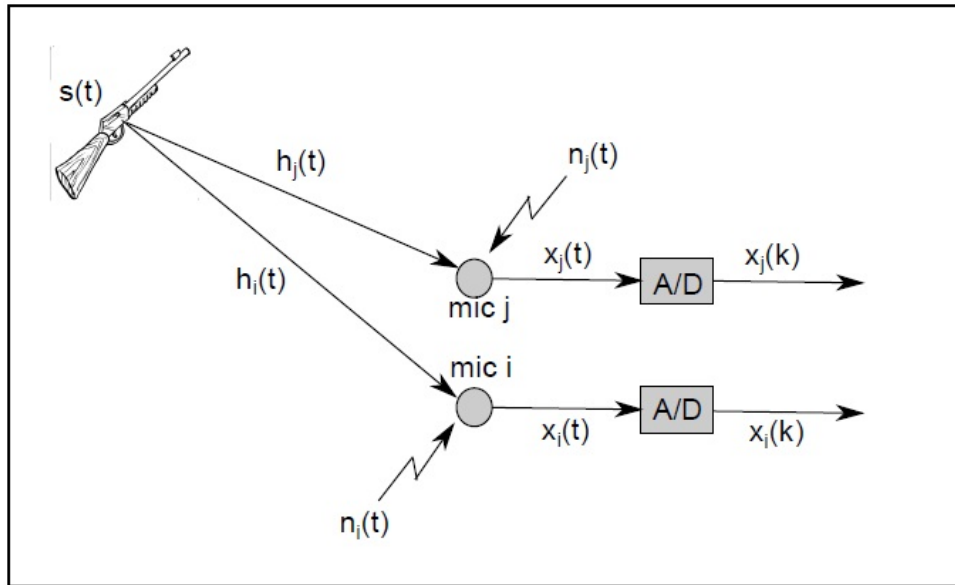 s(t)
h_j(t)
n_j(t)
h_i(t)
x_j(t)
x_j(k)
A/D
mic j
mic i
A/D
x_i(t)
x_i(k)
n_i(t)